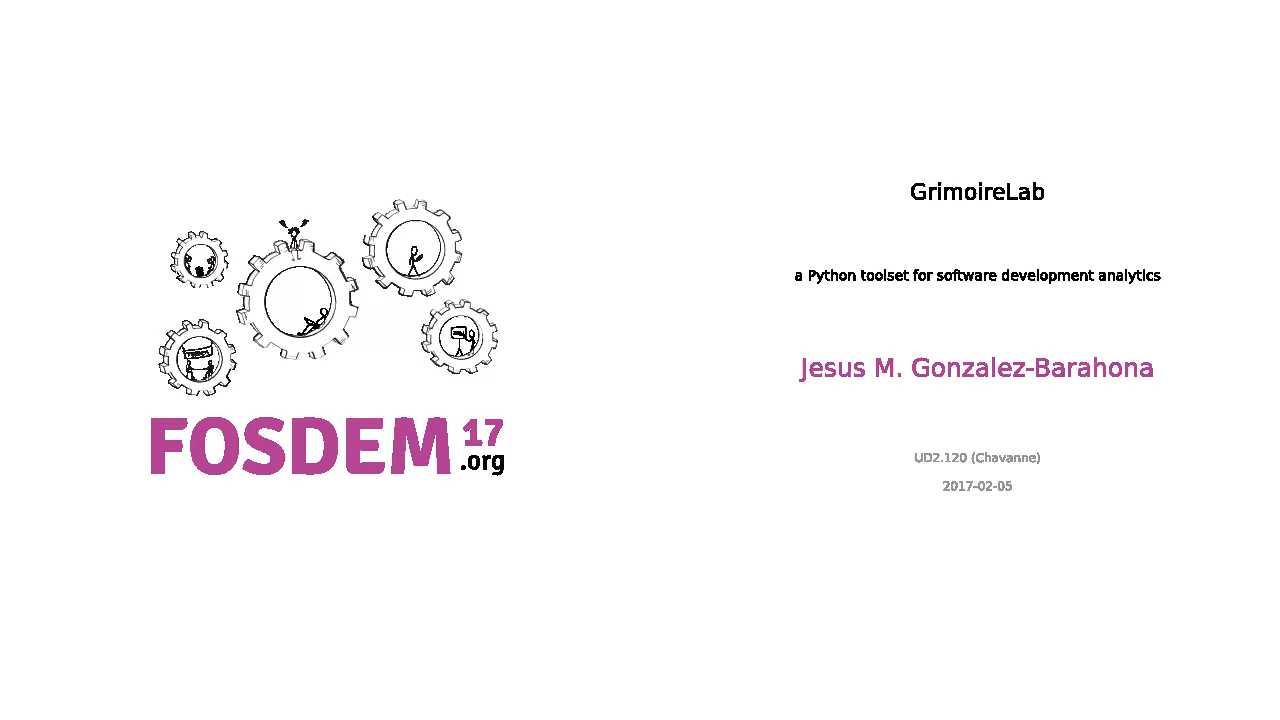 FOSDEM 17
.org
GrimoireLab
a Python toolset for software development analytics
Jesus M. Gonzalez-Barahona
UD2.120 (Chavanne)
2017-02-05